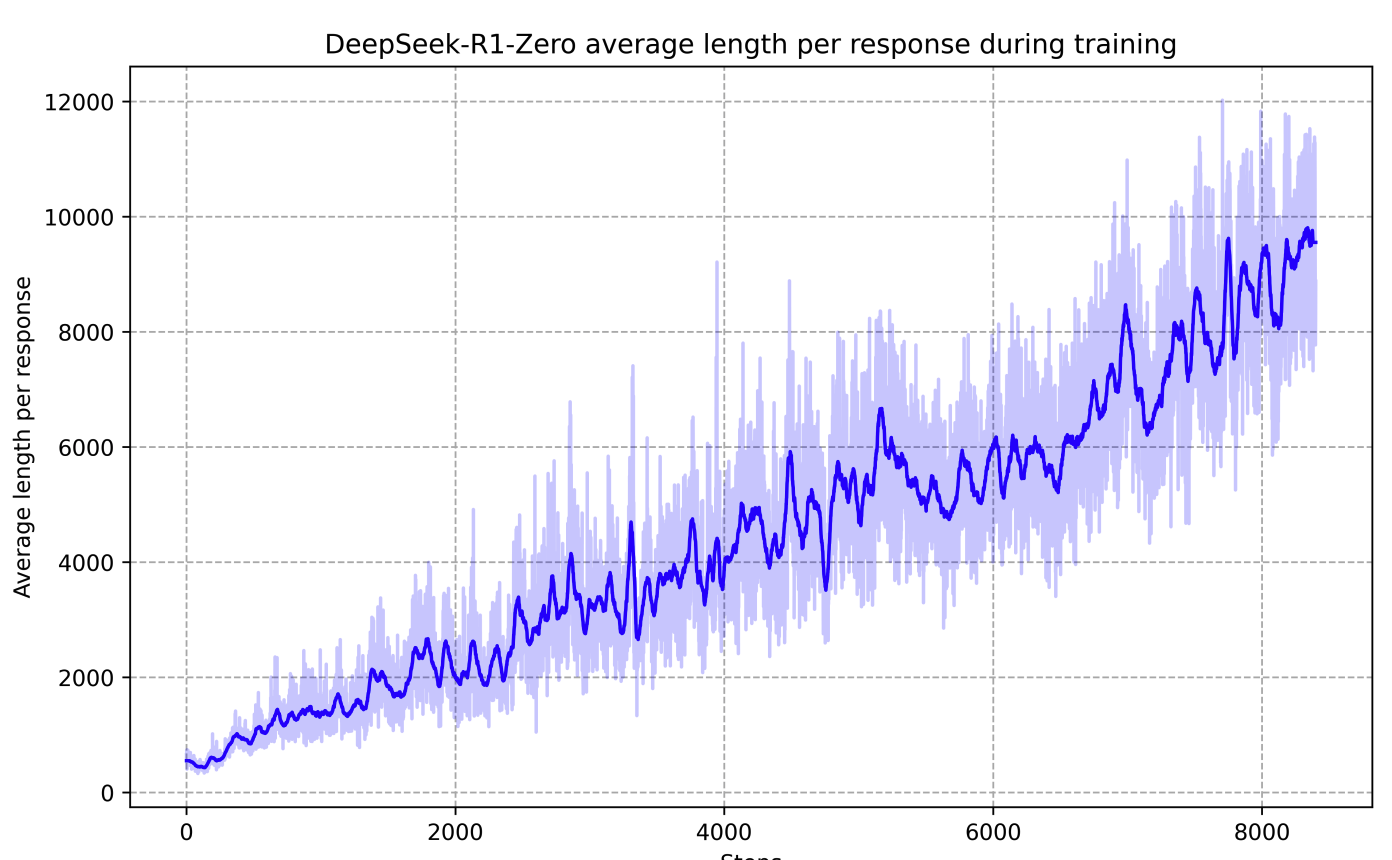 DeepSeek-R1-Zero average length per response during training
12000
10000
8000
6000
4000
2000
0
Average length per response
0 2000 4000 6000 8000
Steps